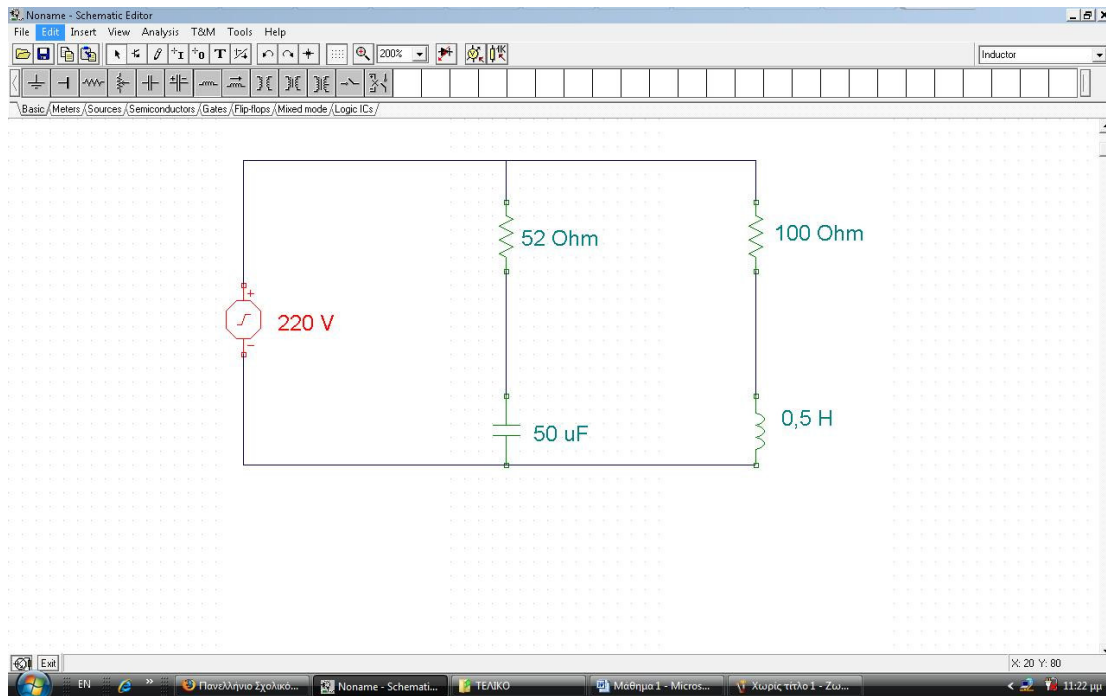 Noname - Schematic Editor
File Edit Insert View Analysis T&M Tools Help
200%
Inductor
Basic Meters Sources Semiconductors Gates Flip-flops Mixed mode Logic ICs
52 Ohm
100 Ohm
220 V
50 uF
0,5 H
Exit
X: 20 Y: 80
EN
Πανελλήνιο Σχολικό...
Noname - Schemati...
ΤΕΛΙΚΟ
Μάθημα 1 - Micros...
Χωρίς τίτλο 1 - Ζω...
11:22 μμ